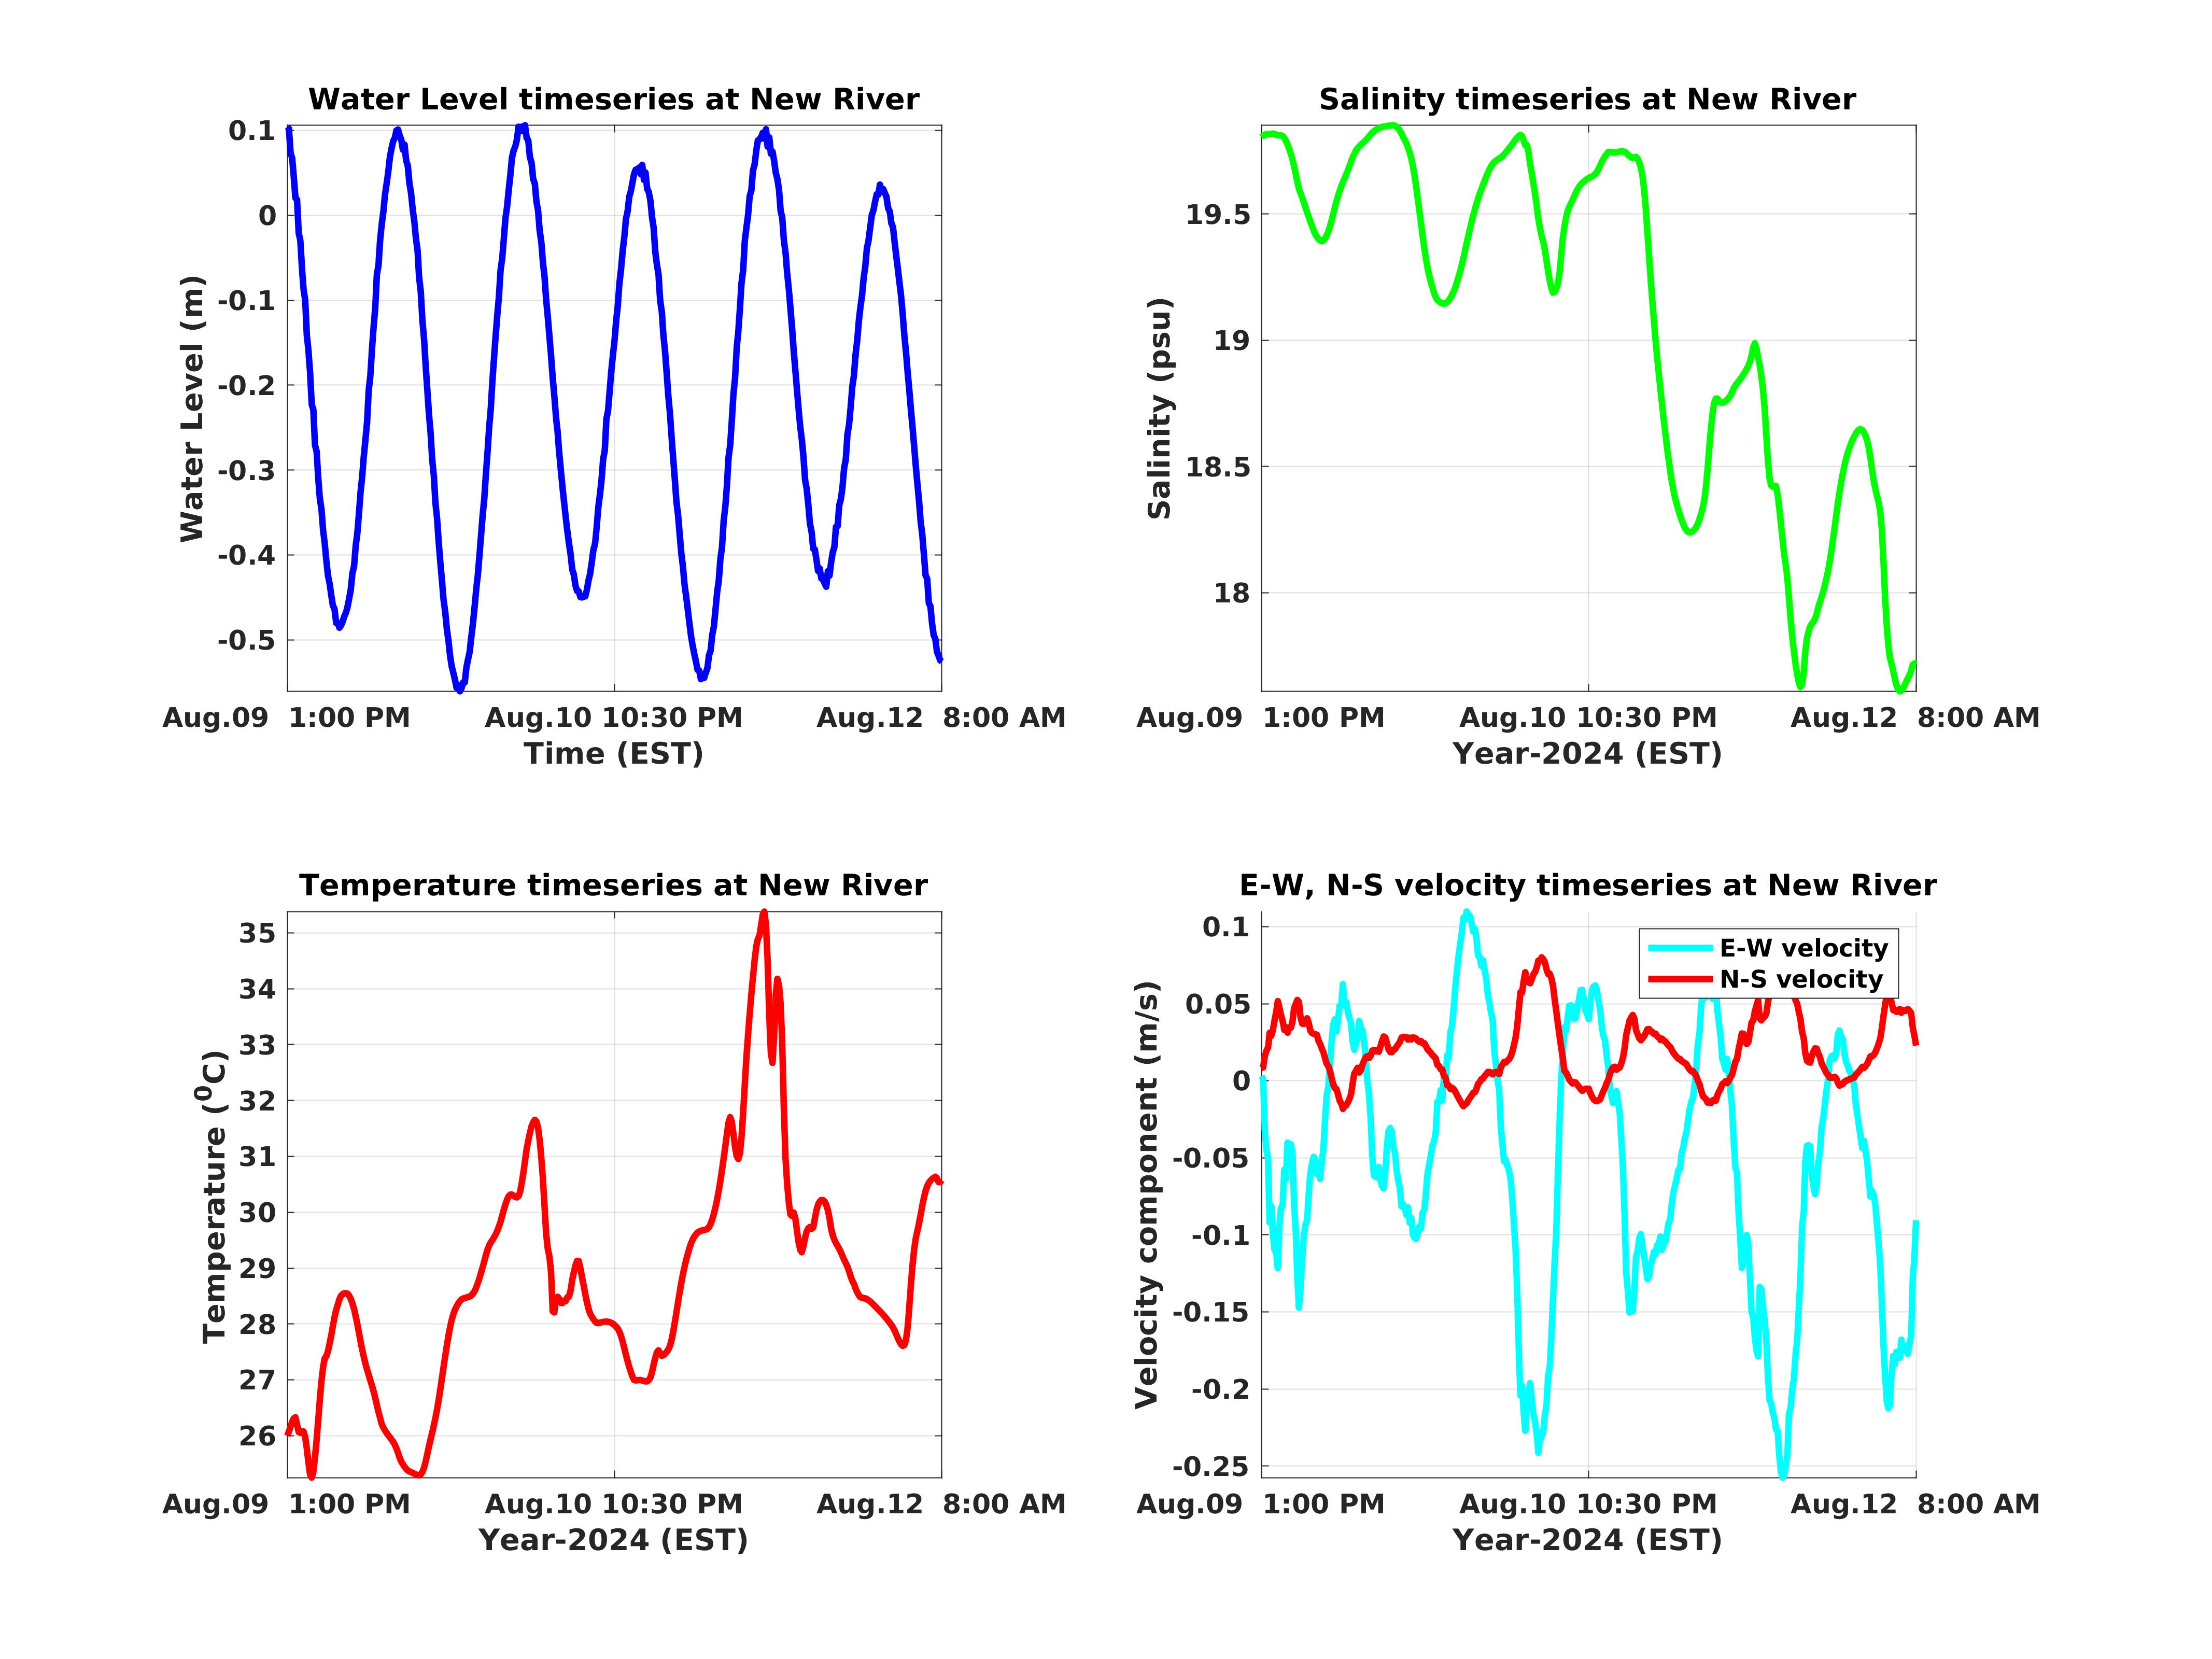 Water Level timeseries at New River
0.1
0
-0.1
-0.2
-0.3
-0.4
-0.5
Water Level (m)
Aug.09 1:00 PM
Aug.10 10:30 PM
Aug.12 8:00 AM
Time (EST)
Salinity timeseries at New River
19.5
19
18.5
18
Salinity (psu)
Aug.09 1:00 PM
Aug.10 10:30 PM
Aug.12 8:00 AM
Year-2024 (EST)
Temperature timeseries at New River
35
34
33
32
31
30
29
28
27
26
Temperature (⁰C)
Aug.09 1:00 PM
Aug.10 10:30 PM
Aug.12 8:00 AM
Year-2024 (EST)
E-W, N-S velocity timeseries at New River
0.1
0.05
0
-0.05
-0.1
-0.15
-0.2
-0.25
Velocity component (m/s)
E-W velocity
N-S velocity
Aug.09 1:00 PM
Aug.10 10:30 PM
Aug.12 8:00 AM
Year-2024 (EST)